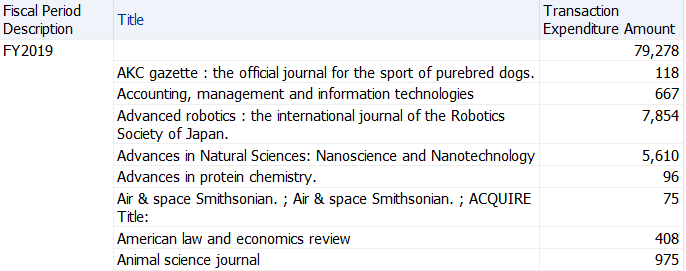 Fiscal Period Description Title Transaction Expenditure Amount
FY2019 79,278
AKC gazette : the official journal for the sport of purebred dogs. 118
Accounting, management and information technologies 667
Advanced robotics : the international journal of the Robotics 7,854
Society of Japan.
Advances in Natural Sciences: Nanoscience and Nanotechnology 5,610
Advances in protein chemistry. 96
Air & space Smithsonian. ; Air & space Smithsonian. ; ACQUIRE 75
Title:
American law and economics review 408
Animal science journal 975